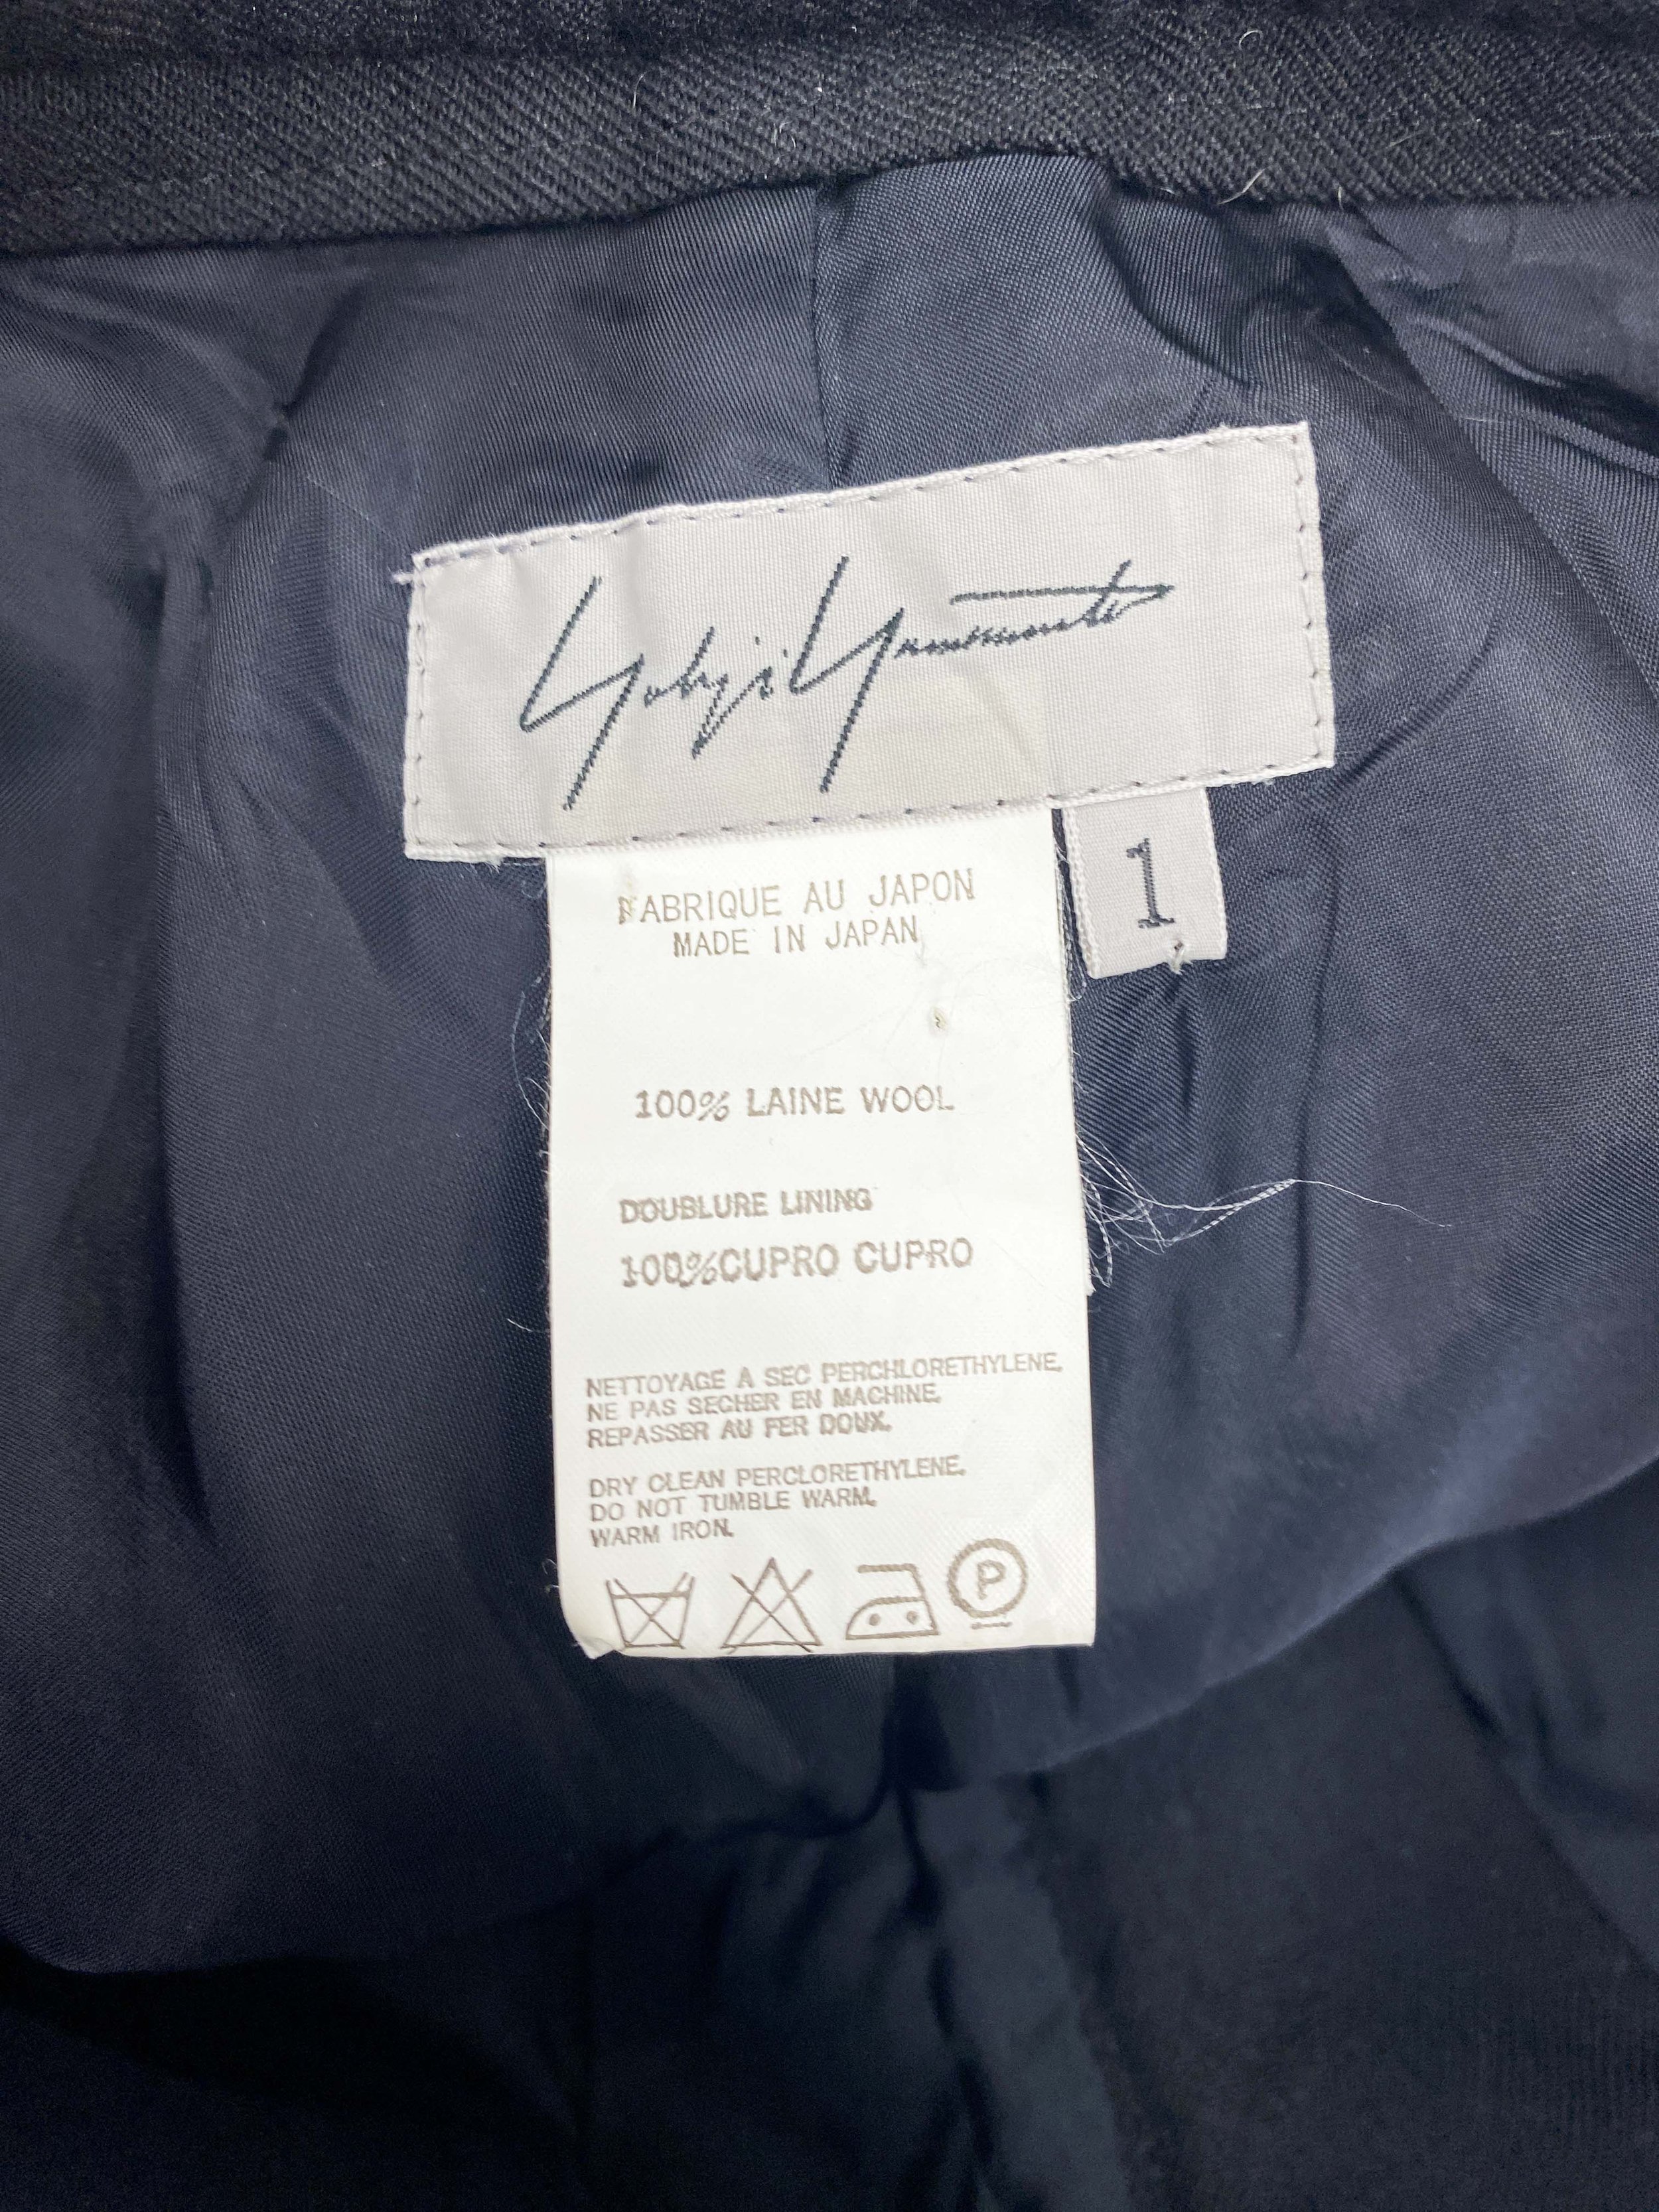 Yohji Yamamoto
1
FABRIQUE AU JAPON
MADE IN JAPAN
100% LAINE WOOL
DOUBLURE LINING
100%CUPRO CUPRO
NETTOYAGE A SEC PERCHLORETHYLENE.
NE PAS SECHER EN MACHINE.
REPASSER AU FER DOUX.
DRY CLEAN PERCLORETHYLENE.
DO NOT TUMBLE WARM.
WARM IRON.
P